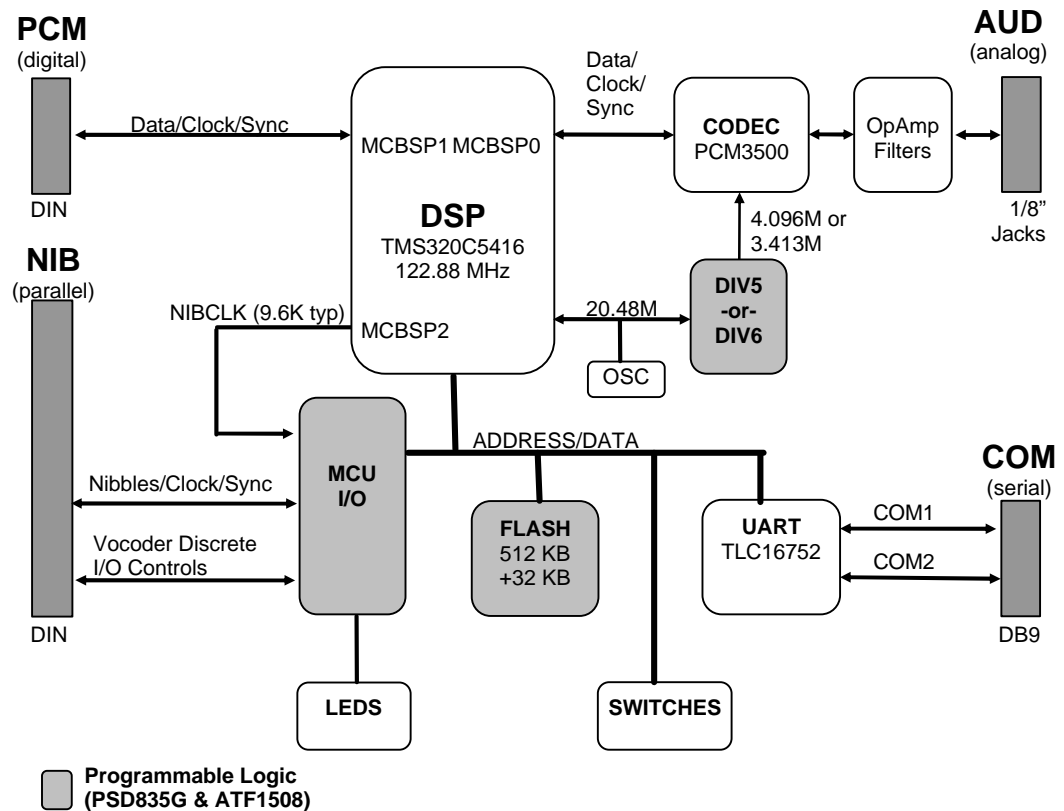 PCM
(digital)
Data/Clock/Sync
DIN
AUD
(analog)
1/8”
Jacks
Data/
Clock/
Sync
MCBSP1 MCBSP0
DSP
TMS320C5416
122.88 MHz
MCBSP2
CODEC
PCM3500
OpAmp
Filters
4.096M or
3.413M
DIV5
-or-
DIV6
20.48M
OSC
NIB
(parallel)
NIBCLK (9.6K typ)
Nibbles/Clock/Sync
Vocoder Discrete
I/O Controls
DIN
MCU
I/O
ADDRESS/DATA
FLASH
512 KB
+32 KB
UART
TLC16752
COM1
COM2
COM
(serial)
DB9
LEDS
SWITCHES
Programmable Logic
(PSD835G & ATF1508)